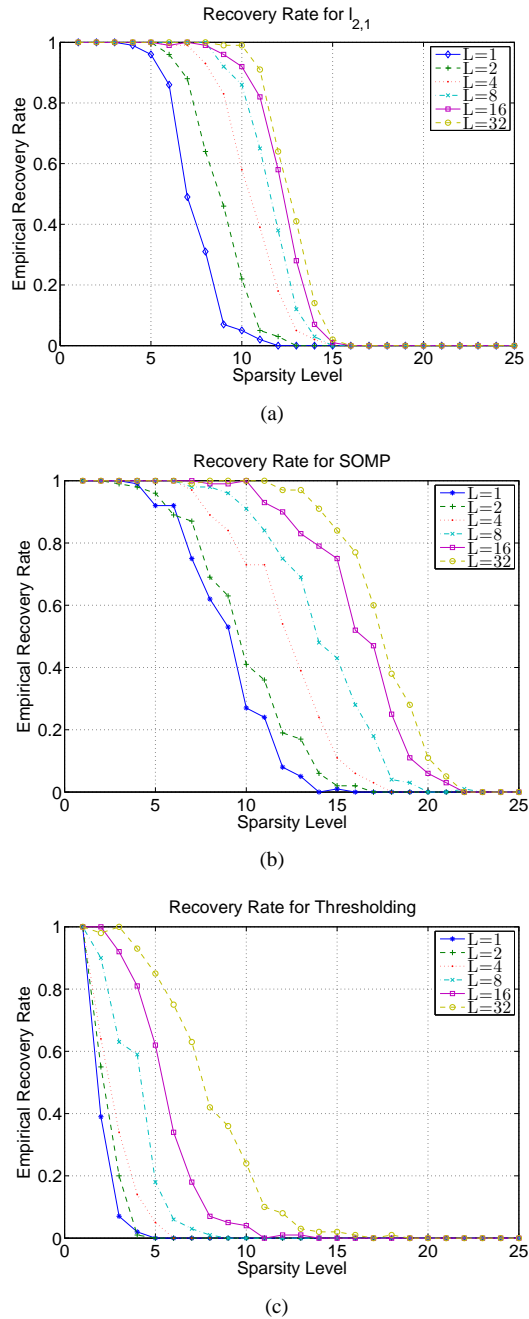 Recovery Rate for l2,1
Empirical Recovery Rate
1
0.8
0.6
0.4
0.2
0
0 5 10 15 20 25
Sparsity Level
L=1
L=2
L=4
L=8
L=16
L=32
(a)
Recovery Rate for SOMP
Empirical Recovery Rate
1
0.8
0.6
0.4
0.2
0
0 5 10 15 20 25
Sparsity Level
L=1
L=2
L=4
L=8
L=16
L=32
(b)
Recovery Rate for Thresholding
Empirical Recovery Rate
1
0.8
0.6
0.4
0.2
0
0 5 10 15 20 25
Sparsity Level
L=1
L=2
L=4
L=8
L=16
L=32
(c)